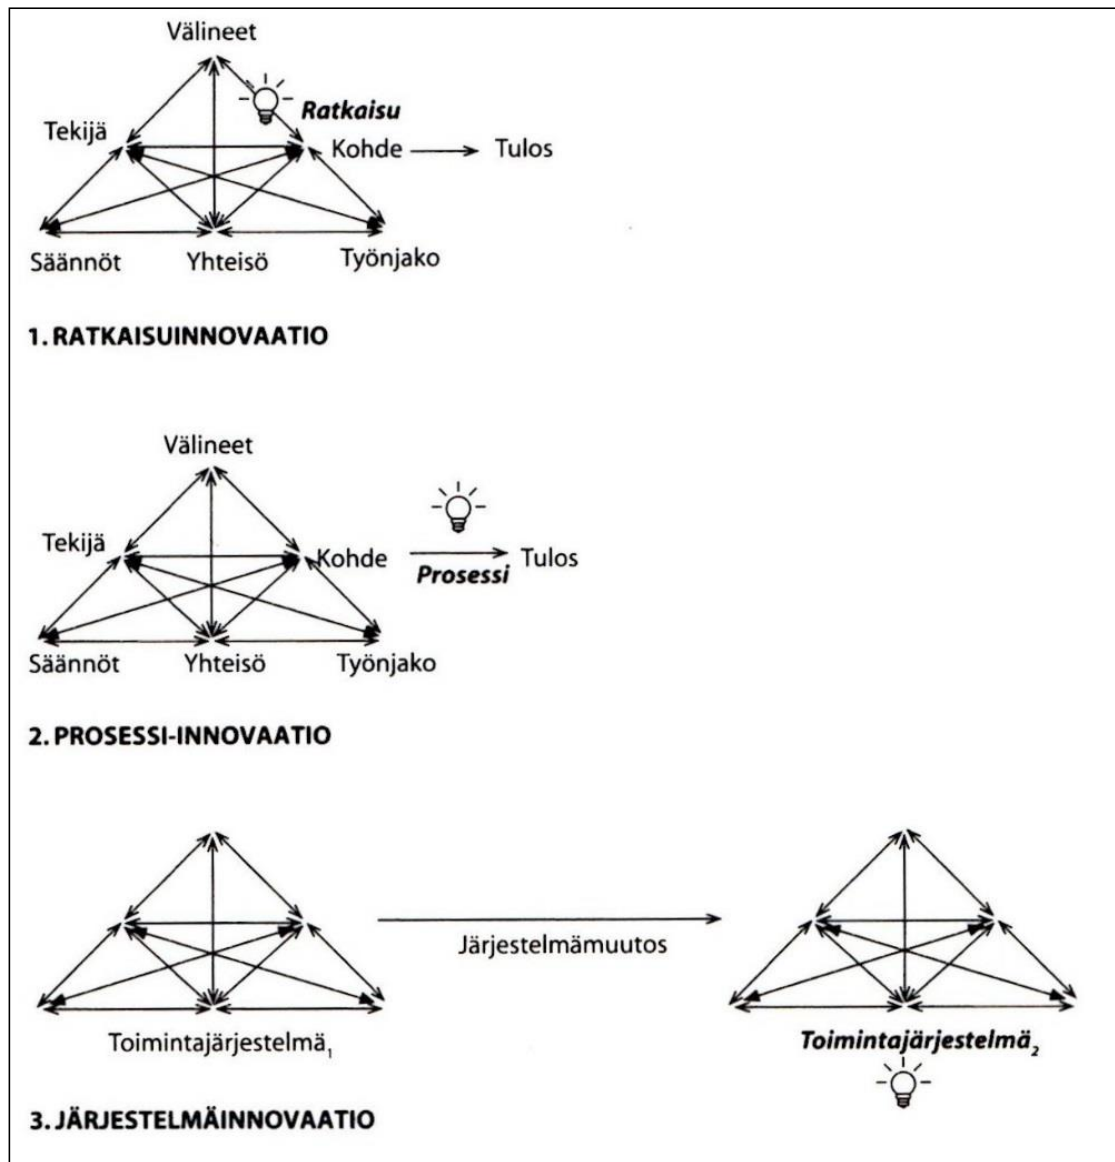 Välineet
Ratkaisu
Tekijä
Kohde
Tulos
Säännöt
Yhteisö
Työnjako
1. RATKAISUINNOVAATIO
Välineet
Tekijä
Kohde
Prosessi
Tulos
Säännöt
Yhteisö
Työnjako
2. PROSESSI-INNOVAATIO
Järjestelmämuutos
Toimintajärjestelmä₁
Toimintajärjestelmä₂
3. JÄRJESTELMÄINNOVAATIO